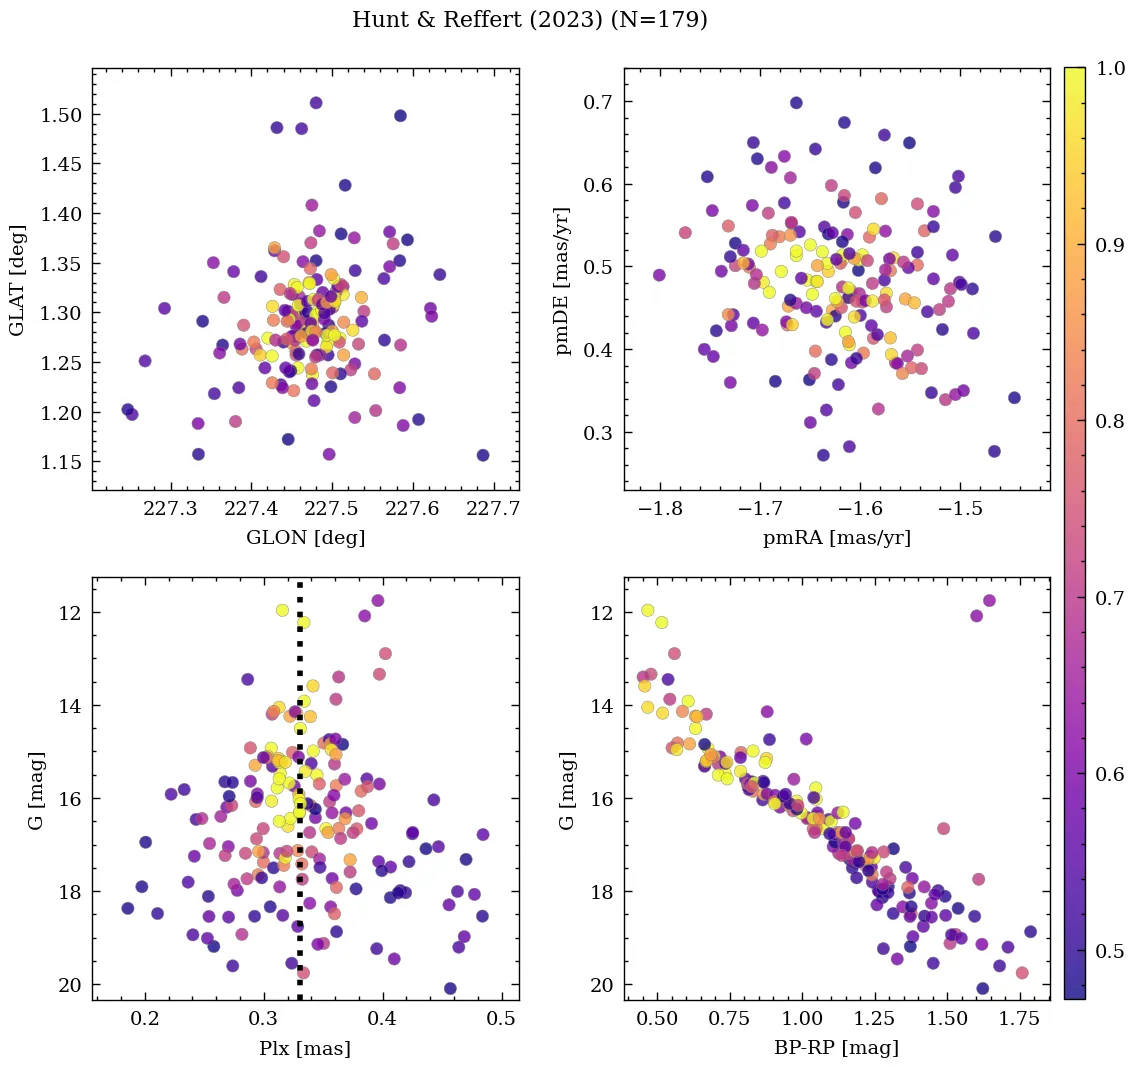 Hunt & Reffert (2023) (N=179)
1.50
1.45
1.40
1.35
1.30
1.25
1.20
1.15
GLAT [deg]
227.3 227.4 227.5 227.6 227.7
GLON [deg]
0.7
0.6
0.5
0.4
0.3
pmDE [mas/yr]
−1.8 −1.7 −1.6 −1.5
pmRA [mas/yr]
12
14
16
18
20
G [mag]
0.2 0.3 0.4 0.5
Plx [mas]
12
14
16
18
20
G [mag]
0.50 0.75 1.00 1.25 1.50 1.75
BP-RP [mag]
1.0
0.9
0.8
0.7
0.6
0.5